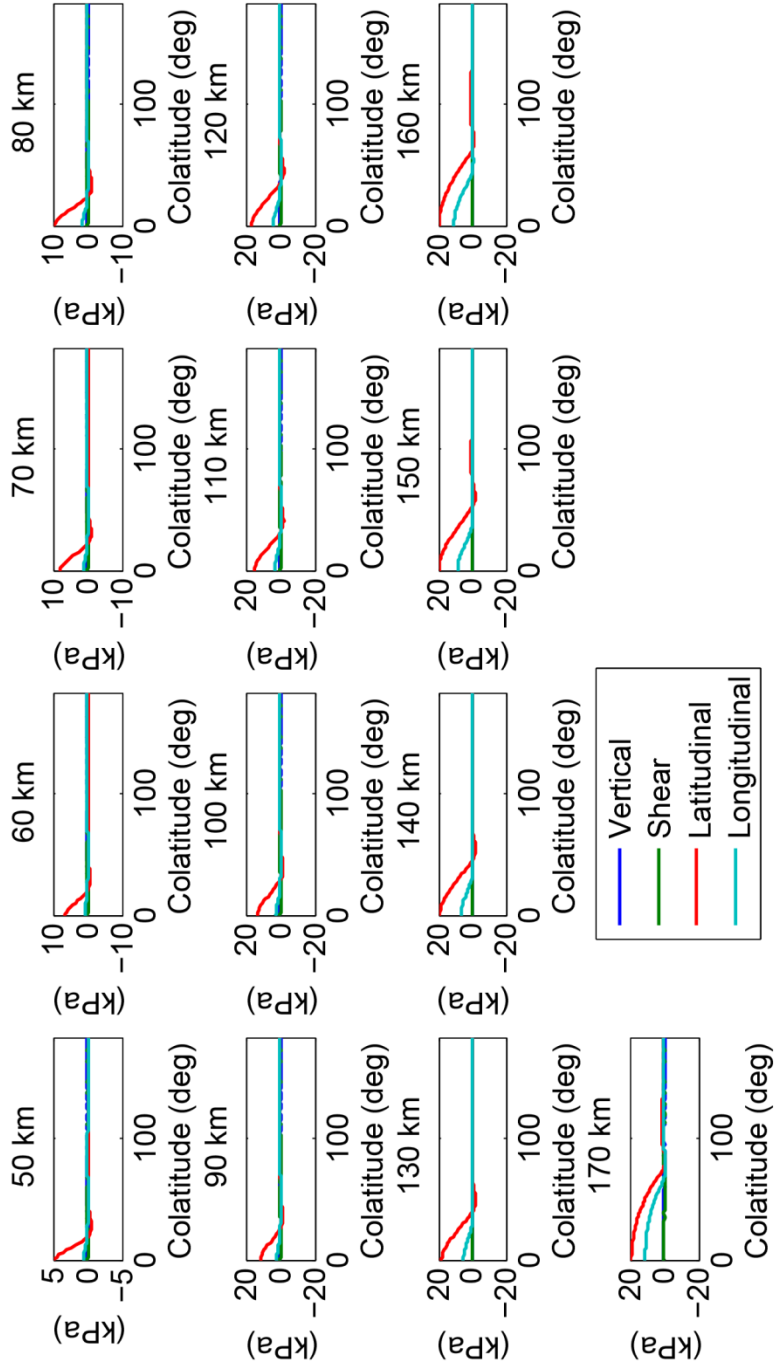 50 km
5
0
−5
(kPa)
0
100
Colatitude (deg)
60 km
10
0
−10
(kPa)
0
100
Colatitude (deg)
70 km
10
0
−10
(kPa)
0
100
Colatitude (deg)
80 km
10
0
−10
(kPa)
0
100
Colatitude (deg)
90 km
20
0
−20
(kPa)
0
100
Colatitude (deg)
100 km
20
0
−20
(kPa)
0
100
Colatitude (deg)
110 km
20
0
−20
(kPa)
0
100
Colatitude (deg)
120 km
20
0
−20
(kPa)
0
100
Colatitude (deg)
130 km
20
0
−20
(kPa)
0
100
Colatitude (deg)
140 km
20
0
−20
(kPa)
0
100
Colatitude (deg)
150 km
20
0
−20
(kPa)
0
100
Colatitude (deg)
160 km
20
0
−20
(kPa)
0
100
Colatitude (deg)
170 km
20
0
−20
(kPa)
0
100
Colatitude (deg)
Vertical
Shear
Latitudinal
Longitudinal